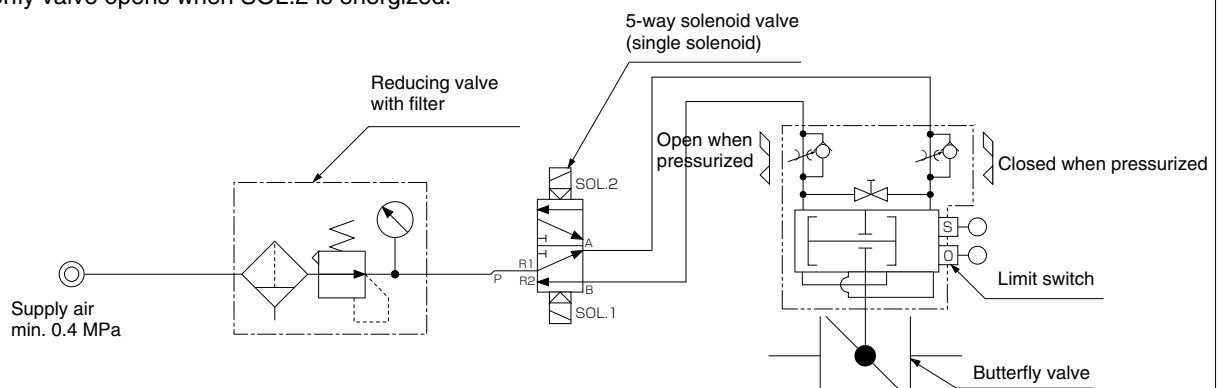 erfly valve opens when SOL.2 is energized.
5-way solenoid valve
(single solenoid)
Reducing valve
with filter
Open when
pressurized
Closed when pressurized
SOL.2
A
R1
P
R2
B
SOL.1
S
O
Limit switch
Supply air
min. 0.4 MPa
Butterfly valve